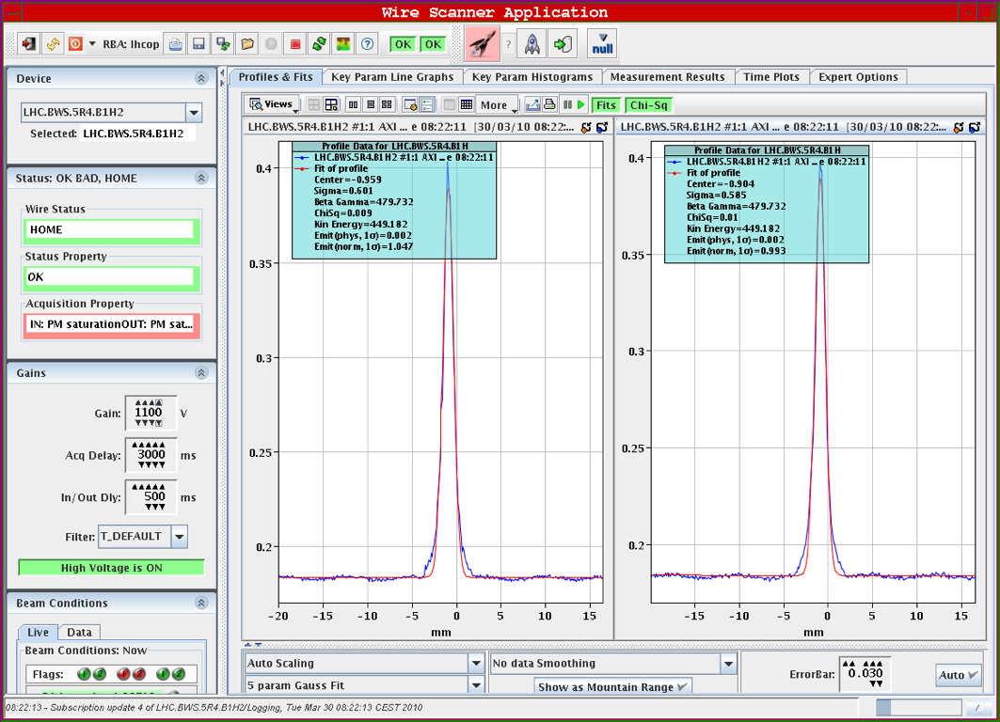 Wire Scanner Application
RBA: lhcop
OK OK
?
null
Device
LHC.BWS.5R4.B1H2
Selected: LHC.BWS.5R4.B1H2
Status: OK BAD, HOME
Wire Status
HOME
Status Property
OK
Acquisition Property
IN: PM saturationOUT: PM sat...
Gains
Gain: 1100 V
Acq Delay: 3000 ms
In/Out Dly: 500 ms
Filter: T_DEFAULT
High Voltage is ON
Beam Conditions
Live Data
Beam Conditions: Now
Flags:
Profiles & Fits Key Param Line Graphs Key Param Histograms Measurement Results Time Plots Expert Options
Views More Fits Chi-Sq
LHC.BWS.5R4.B1H2 #1:1 AXI ... e 08:22:11 [30/03/10 08:22:...
Profile Data for LHC.BWS.5R4.B1H
LHC.BWS.5R4.B1H2 #1:1 AXI ... e 08:22:11
Fit of profile
Center=-0.959
Sigma=0.601
Beta Gamma=479.732
ChiSq=0.009
Kin Energy=449.182
Emit(phys, 1σ)=0.002
Emit(norm, 1σ)=1.047
0.4
0.35
0.3
0.25
0.2
-20 -15 -10 -5 0 5 10 15
mm
LHC.BWS.5R4.B1H2 #1:1 AXI ... e 08:22:11 [30/03/10 08:22:...
Profile Data for LHC.BWS.5R4.B1H
LHC.BWS.5R4.B1H2 #1:1 AXI ... e 08:22:11
Fit of profile
Center=-0.904
Sigma=0.585
Beta Gamma=479.732
ChiSq=0.01
Kin Energy=449.182
Emit(phys, 1σ)=0.002
Emit(norm, 1σ)=0.993
0.4
0.35
0.3
0.25
0.2
-15 -10 -5 0 5 10 15
mm
Auto Scaling
5 param Gauss Fit
No data Smoothing
Show as Mountain Range
ErrorBar: 0.030
Auto
08:22:13 - Subscription update 4 of LHC.BWS.5R4.B1H2/Logging, Tue Mar 30 08:22:13 CEST 2010